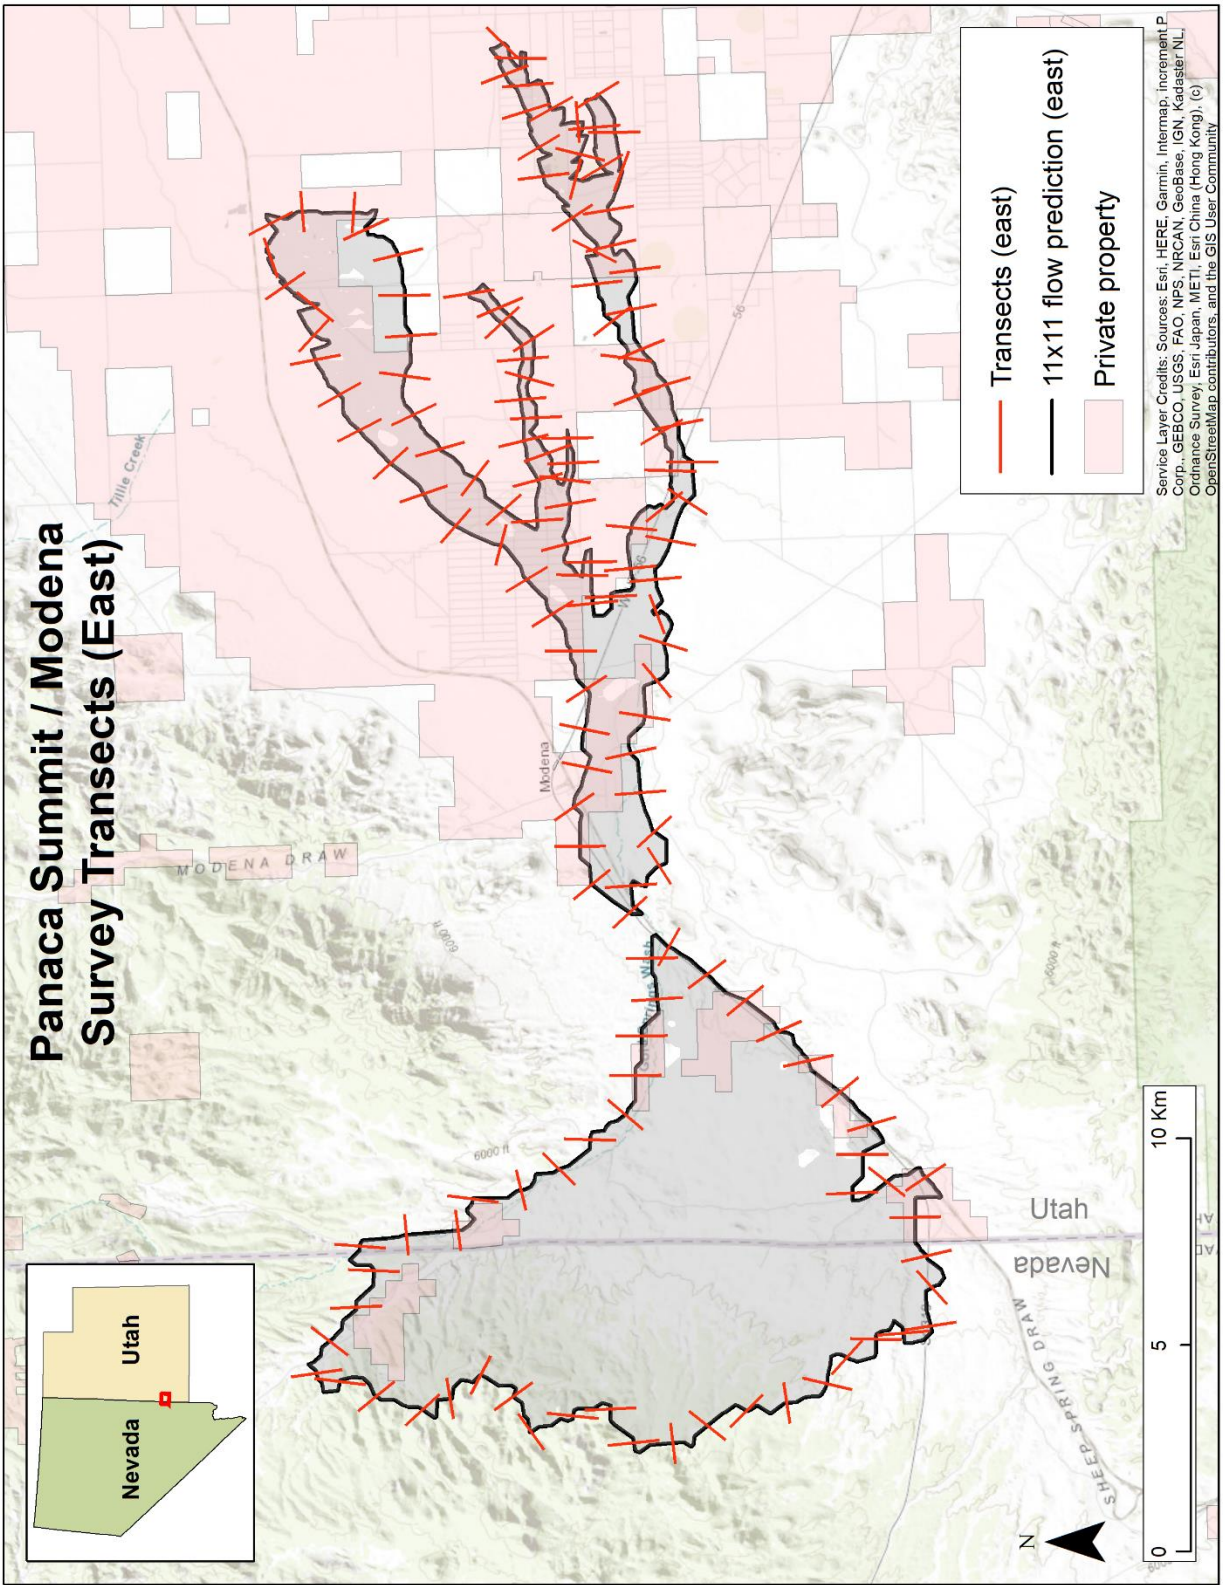 Panaca Summit / Modena
Survey Transects (East)
Nevada
Utah
Tillie Creek
MODENA DRAW
6000 ft
6000 ft
Modena
56
Utah
Nevada
SHEEP SPRING DRAW
6000 ft
N
0
5
10 Km
Transects (east)
11x11 flow prediction (east)
Private property
Service Layer Credits: Sources: Esri, HERE, Garmin, Intermap, increment P
Corp., GEBCO, USGS, FAO, NPS, NRCAN, GeoBase, IGN, Kadaster NL,
Ordnance Survey, Esri Japan, METI, Esri China (Hong Kong), (c)
OpenStreetMap contributors, and the GIS User Community